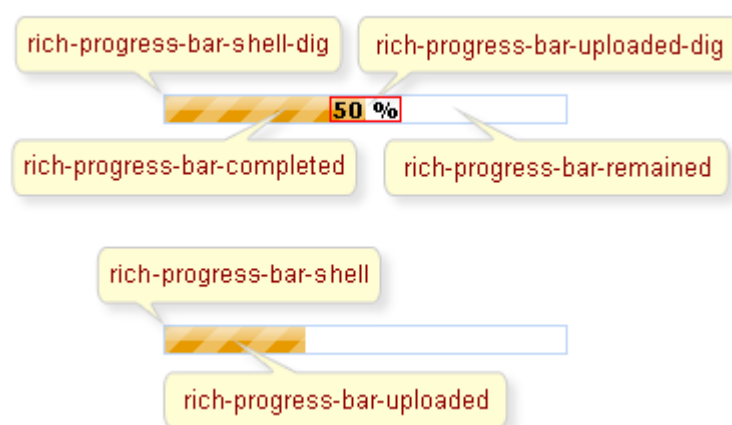 rich-progress-bar-shell-dig
rich-progress-bar-uploaded-dig
50 %
rich-progress-bar-completed
rich-progress-bar-remained
rich-progress-bar-shell
rich-progress-bar-uploaded